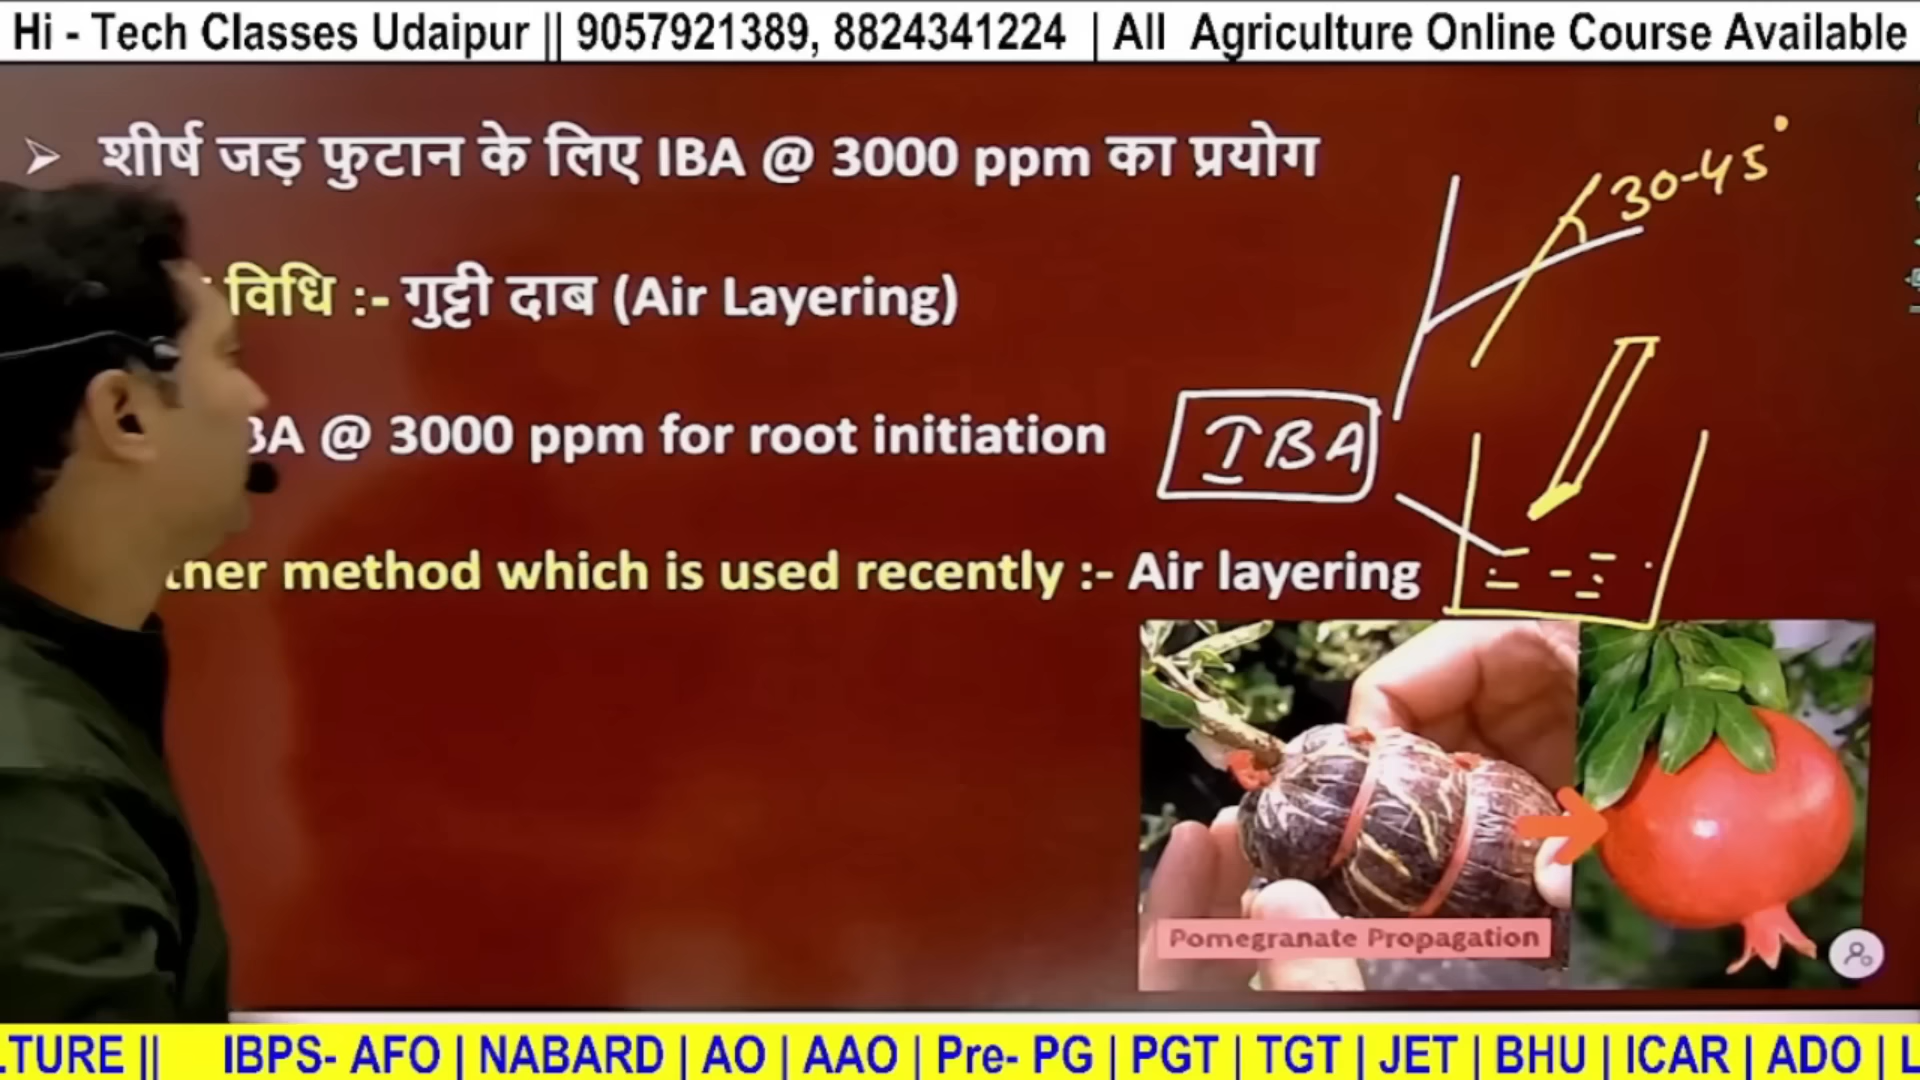 Hi - Tech Classes Udaipur || 9057921389, 8824341224 | All Agriculture Online Course Available
शीर्ष जड़ फुटान के लिए IBA @ 3000 ppm का प्रयोग
30-45°
विधि :- गुट्टी दाब (Air Layering)
BA @ 3000 ppm for root initiation
IBA
ther method which is used recently :- Air layering
Pomegranate Propagation
LTURE || IBPS- AFO | NABARD | AO | AAO | Pre- PG | PGT | TGT | JET | BHU | ICAR | ADO | L